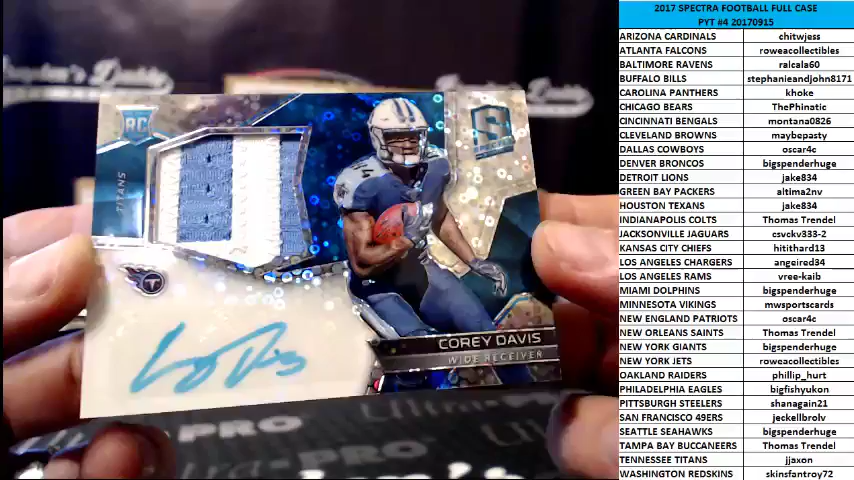 2017 SPECTRA FOOTBALL FULL CASE
PYT #4 20170915
ARIZONA CARDINALS chitwjess
ATLANTA FALCONS roweacollectibles
BALTIMORE RAVENS ralcala60
BUFFALO BILLS stephanieandjohn8171
CAROLINA PANTHERS khoke
CHICAGO BEARS ThePhinatic
CINCINNATI BENGALS montana0826
CLEVELAND BROWNS maybepasty
DALLAS COWBOYS oscar4c
DENVER BRONCOS bigspenderhuge
DETROIT LIONS jake834
GREEN BAY PACKERS altima2nv
HOUSTON TEXANS jake834
INDIANAPOLIS COLTS Thomas Trendel
JACKSONVILLE JAGUARS csvckv333-2
KANSAS CITY CHIEFS hitithard13
LOS ANGELES CHARGERS angeired34
LOS ANGELES RAMS vree-kaib
MIAMI DOLPHINS bigspenderhuge
MINNESOTA VIKINGS mwsportscards
NEW ENGLAND PATRIOTS oscar4c
NEW ORLEANS SAINTS Thomas Trendel
NEW YORK GIANTS bigspenderhuge
NEW YORK JETS roweacollectibles
OAKLAND RAIDERS phillip_hurt
PHILADELPHIA EAGLES bigfishyukon
PITTSBURGH STEELERS shanagain21
SAN FRANCISCO 49ERS jeckellbrolv
SEATTLE SEAHAWKS bigspenderhuge
TAMPA BAY BUCCANEERS Thomas Trendel
TENNESSEE TITANS jjaxon
WASHINGTON REDSKINS skinsfantroy72
RC
TITANS
S
SPECTRA
84
COREY DAVIS
WIDE RECEIVER
PRO
PRO